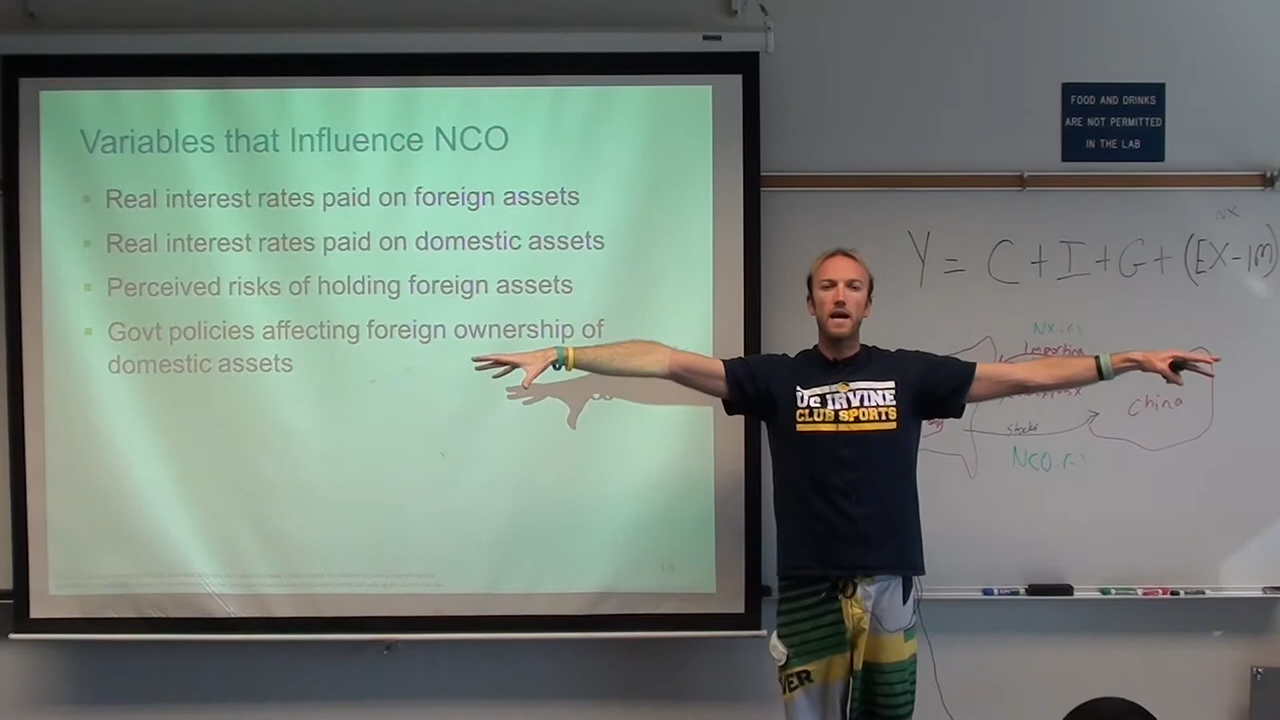 Variables that Influence NCO
Real interest rates paid on foreign assets
Real interest rates paid on domestic assets
Perceived risks of holding foreign assets
Govt policies affecting foreign ownership of
domestic assets
FOOD AND DRINKS
ARE NOT PERMITTED
IN THE LAB
NX
Y = C + I + G + (EX-IM)
NX (-)
Importing
China
stocks
NCO (-)
UC IRVINE
CLUB SPORTS